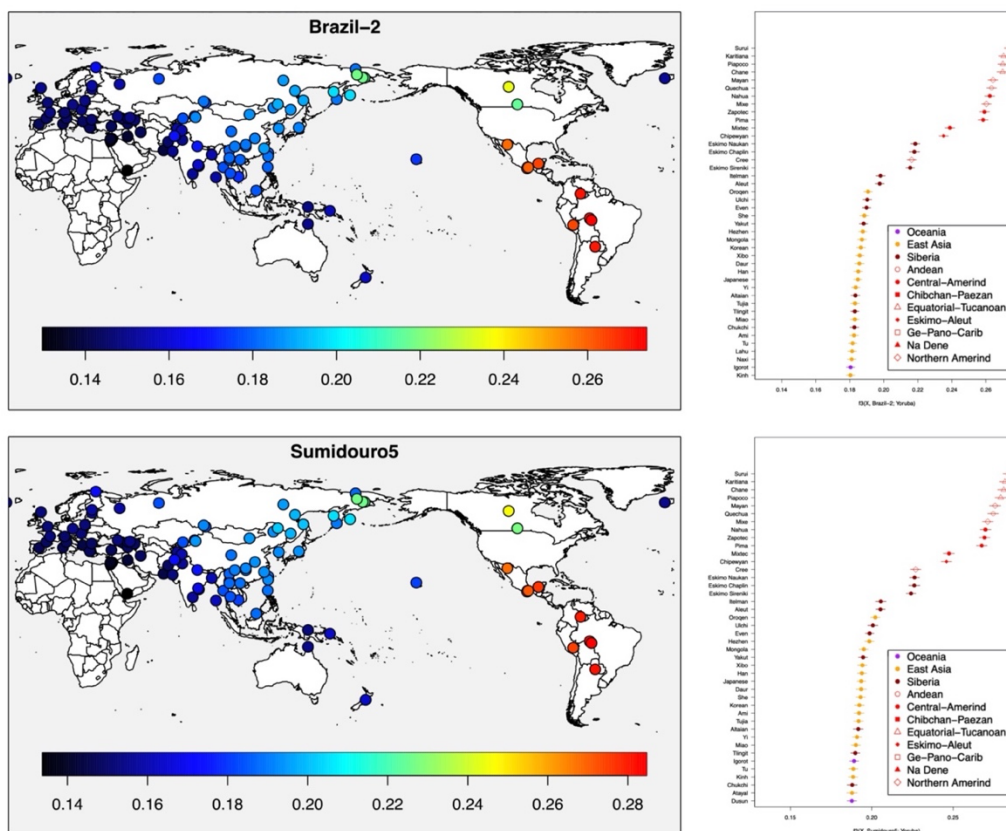 Brazil-2
0.14 0.16 0.18 0.20 0.22 0.24 0.26
Surui
Karitiana
Piapoco
Chane
Mayan
Quechua
Nahua
Mixe
Zapotec
Pima
Mixtec
Chipewyan
Eskimo Naukan
Eskimo Chaplin
Cree
Eskimo Sireniki
Itelman
Aleut
Oroqen
Ulchi
Even
She
Yakut
Hezhen
Mongola
Korean
Xibo
Daur
Han
Japanese
Yi
Altaian
Tujia
Tlingit
Miao
Chukchi
Ami
Tu
Lahu
Naxi
Igorot
Kinh
Oceania
East Asia
Siberia
Andean
Central-Amerind
Chibchan-Paezan
Equatorial-Tucanoan
Eskimo-Aleut
Ge-Pano-Carib
Na Dene
Northern Amerind
0.14 0.16 0.18 0.20 0.22 0.24 0.26
f3(X, Brazil-2; Yoruba)
Sumidouro5
0.14 0.16 0.18 0.20 0.22 0.24 0.26 0.28
Surui
Karitiana
Chane
Piapoco
Mayan
Quechua
Mixe
Nahua
Zapotec
Pima
Mixtec
Chipewyan
Cree
Eskimo Naukan
Eskimo Chaplin
Eskimo Sireniki
Itelman
Aleut
Oroqen
Ulchi
Even
Hezhen
Mongola
Yakut
Xibo
Han
Japanese
Daur
She
Korean
Ami
Tujia
Altaian
Yi
Miao
Tlingit
Igorot
Tu
Kinh
Chukchi
Atayal
Dusun
Oceania
East Asia
Siberia
Andean
Central-Amerind
Chibchan-Paezan
Equatorial-Tucanoan
Eskimo-Aleut
Ge-Pano-Carib
Na Dene
Northern Amerind
0.15 0.20 0.25